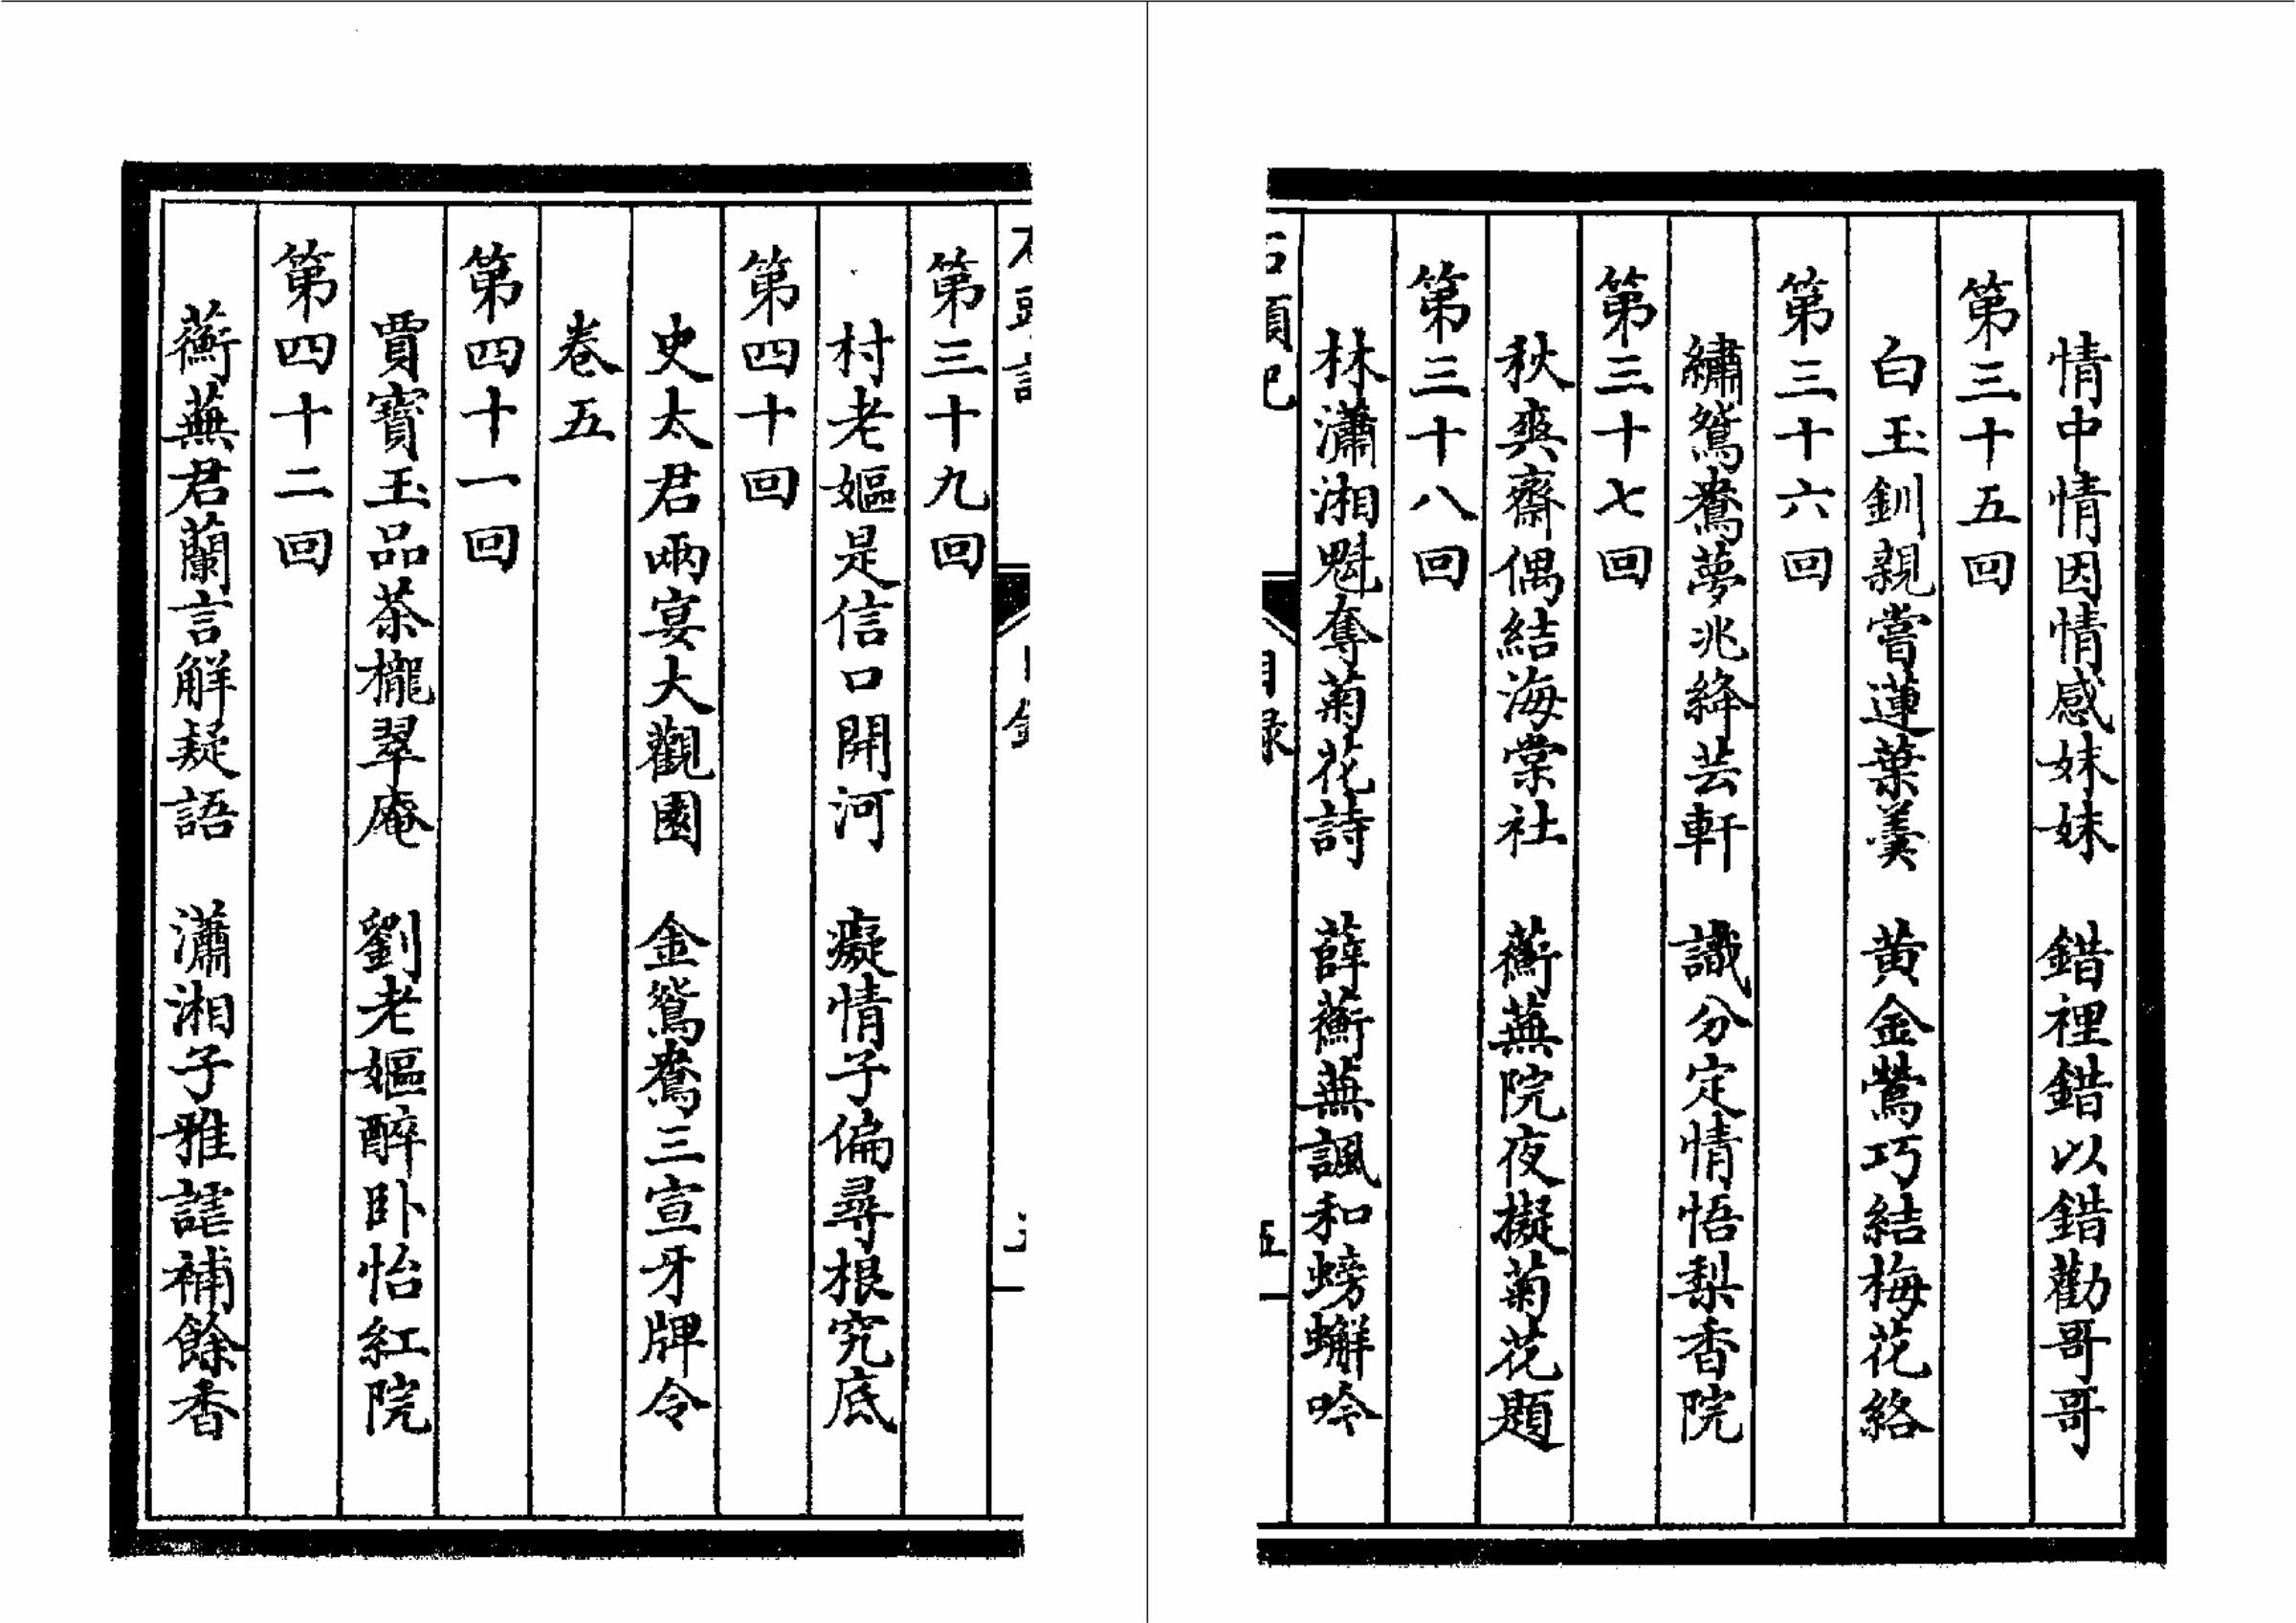 情中情因情感妹妹　錯裡錯以錯勸哥哥
第三十五回
白玉釧親嘗蓮葉羹　黃金鶯巧結梅花絡
第三十六回
繡鴛鴦夢兆絳芸軒　識分定情悟梨香院
第三十七回
秋爽齋偶結海棠社　蘅蕪院夜擬菊花題
第三十八回
林瀟湘魁奪菊花詩　薛蘅蕪諷和螃蠏吟
石頭記　目録　五
第三十九回
村老嫗是信口開河　癡情子偏尋根究底
第四十回
史太君兩宴大觀園　金鴛鴦三宣牙牌令
卷五
第四十一回
賈寶玉品茶櫳翠庵　劉老嫗醉卧怡紅院
第四十二回
蘅蕪君蘭言解疑語　瀟湘子雅謔補餘香